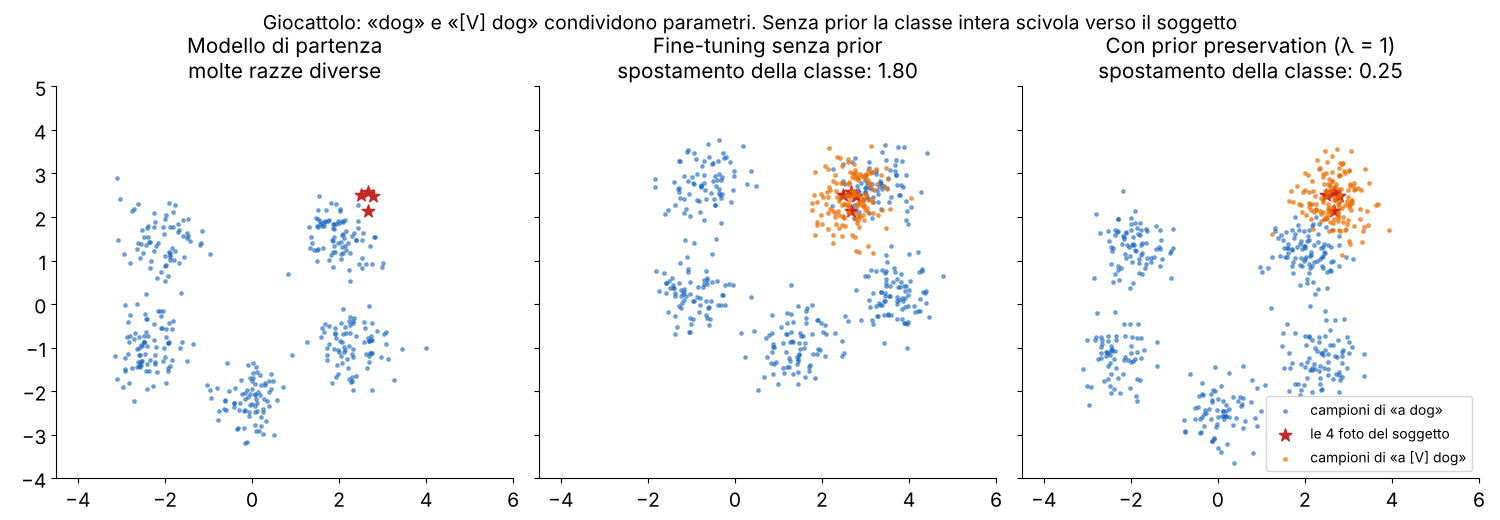 Giocattolo: «dog» e «[V] dog» condividono parametri. Senza prior la classe intera scivola verso il soggetto
Modello di partenza
molte razze diverse
Fine-tuning senza prior
spostamento della classe: 1.80
Con prior preservation (λ = 1)
spostamento della classe: 0.25
5
4
3
2
1
0
−1
−2
−3
−4
−4 −2 0 2 4 6
−4 −2 0 2 4 6
−4 −2 0 2 4 6
campioni di «a dog»
le 4 foto del soggetto
campioni di «a [V] dog»